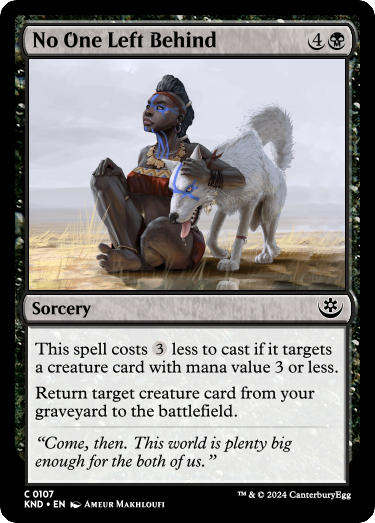 No One Left Behind 4
Sorcery
This spell costs 3 less to cast if it targets
a creature card with mana value 3 or less.
Return target creature card from your
graveyard to the battlefield.
“Come, then. This world is plenty big
enough for the both of us.”
C 0107
KND • EN Ameur Makhloufi
™ & © 2024 CanterburyEgg